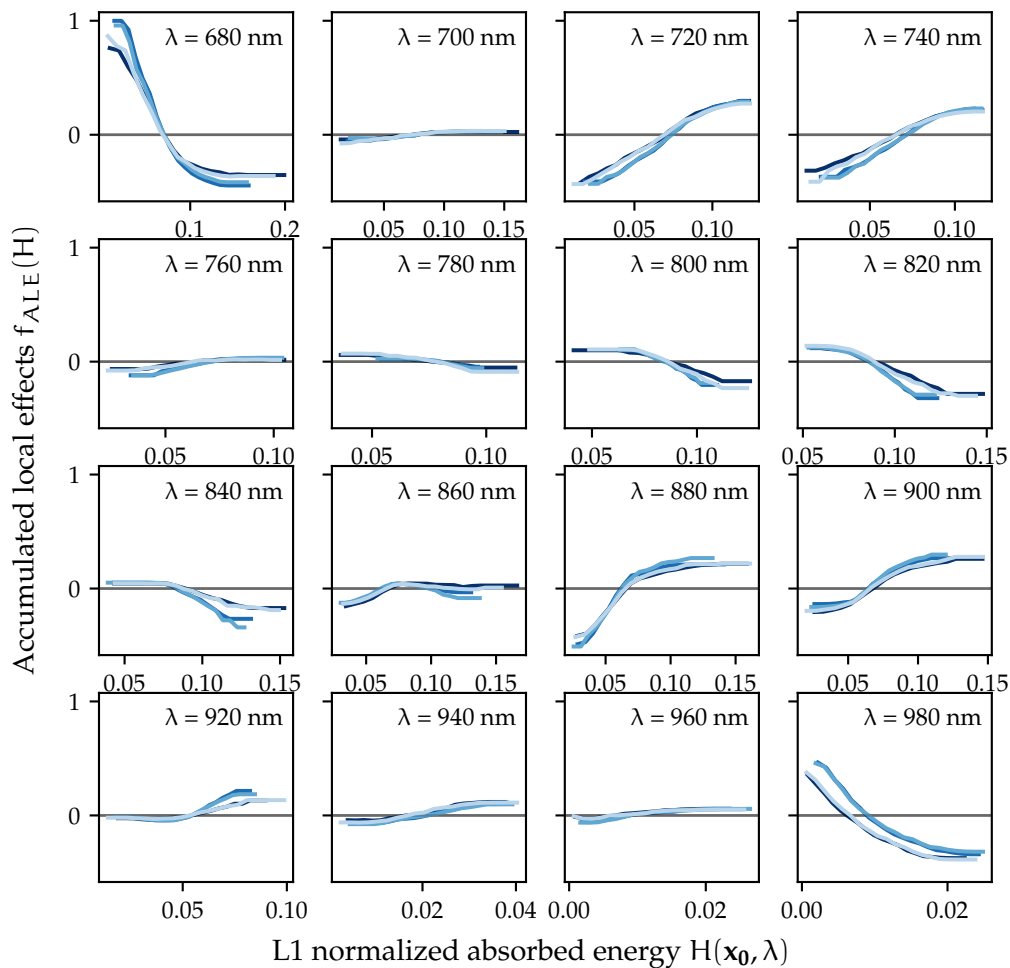 Accumulated local effects f_ALE(H)
1
0
λ = 680 nm
λ = 700 nm
λ = 720 nm
λ = 740 nm
0.1 0.2
0.05 0.10 0.15
0.05 0.10
0.05 0.10
1
0
λ = 760 nm
λ = 780 nm
λ = 800 nm
λ = 820 nm
0.05 0.10
0.05 0.10
0.05 0.10
0.05 0.10 0.15
1
0
λ = 840 nm
λ = 860 nm
λ = 880 nm
λ = 900 nm
0.05 0.10 0.15
0.05 0.10 0.15
0.05 0.10 0.15
0.05 0.10 0.15
1
0
λ = 920 nm
λ = 940 nm
λ = 960 nm
λ = 980 nm
0.05 0.10
0.02 0.04
0.00 0.02
0.00 0.02
L1 normalized absorbed energy H(x₀, λ)